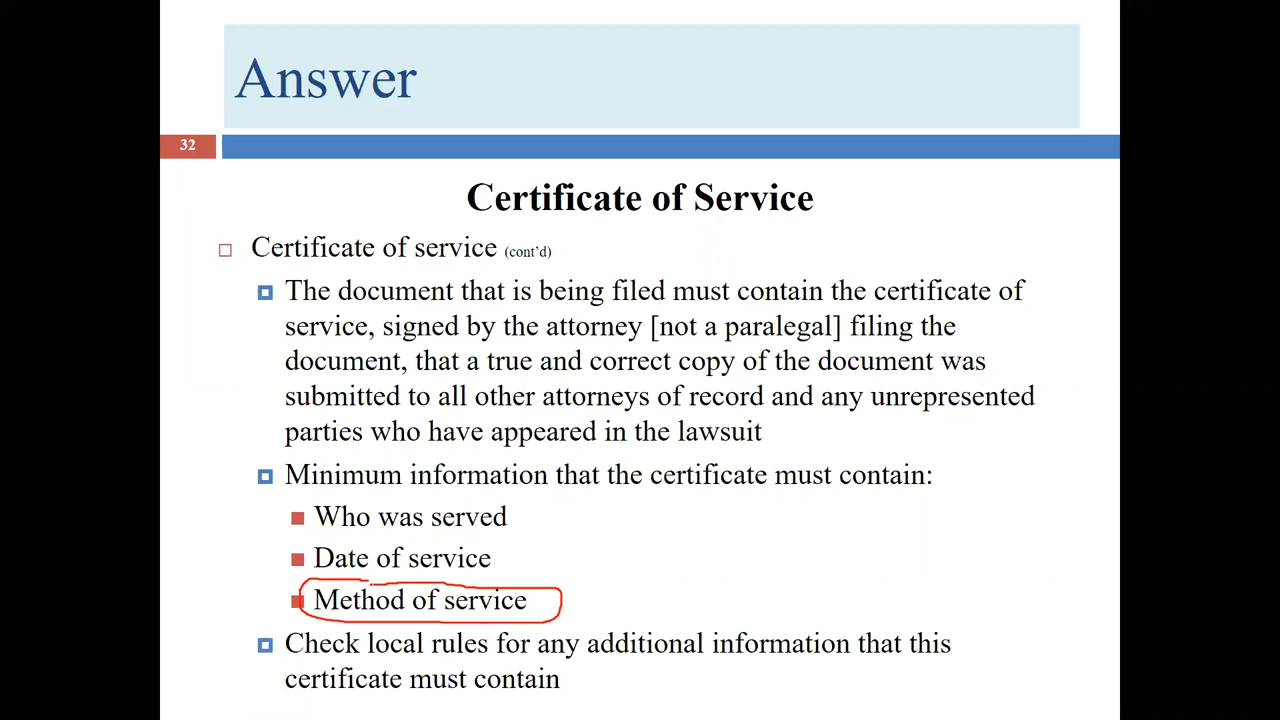 Answer
32
Certificate of Service
Certificate of service (cont’d)
The document that is being filed must contain the certificate of
service, signed by the attorney [not a paralegal] filing the
document, that a true and correct copy of the document was
submitted to all other attorneys of record and any unrepresented
parties who have appeared in the lawsuit
Minimum information that the certificate must contain:
Who was served
Date of service
Method of service
Check local rules for any additional information that this
certificate must contain